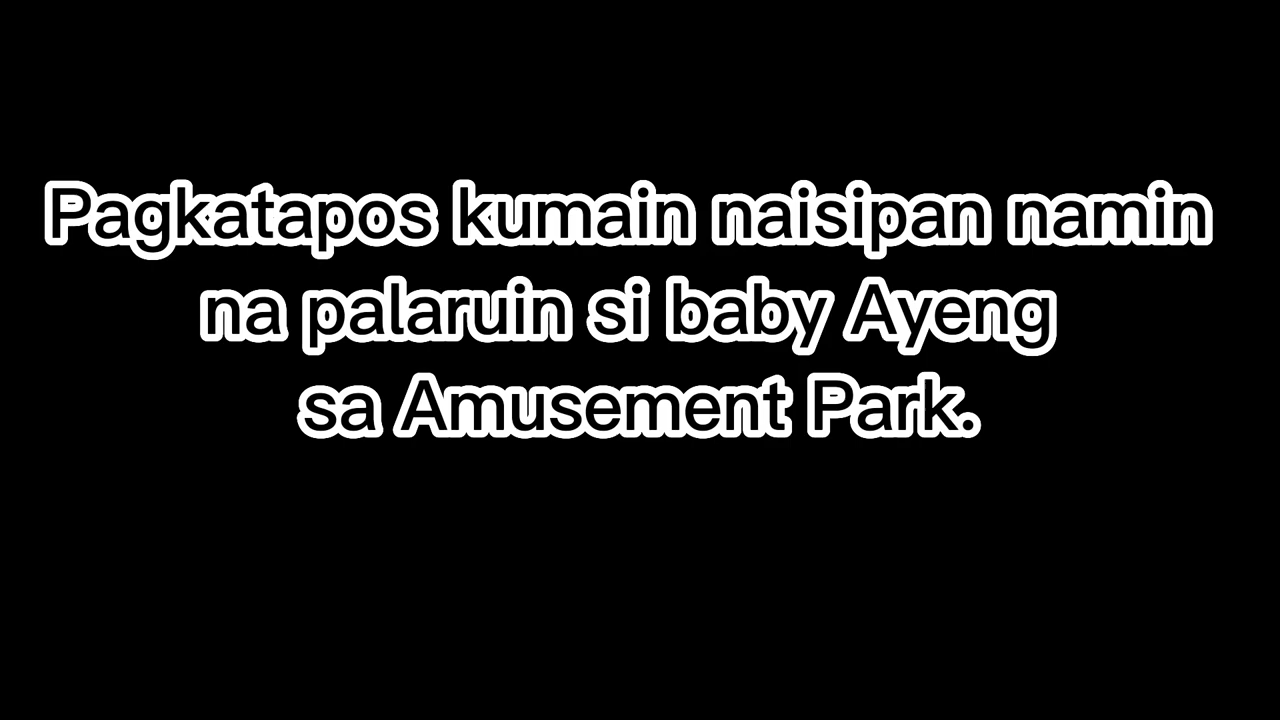 Pagkatapos kumain naisipan namin
na palaruin si baby Ayeng
sa Amusement Park.